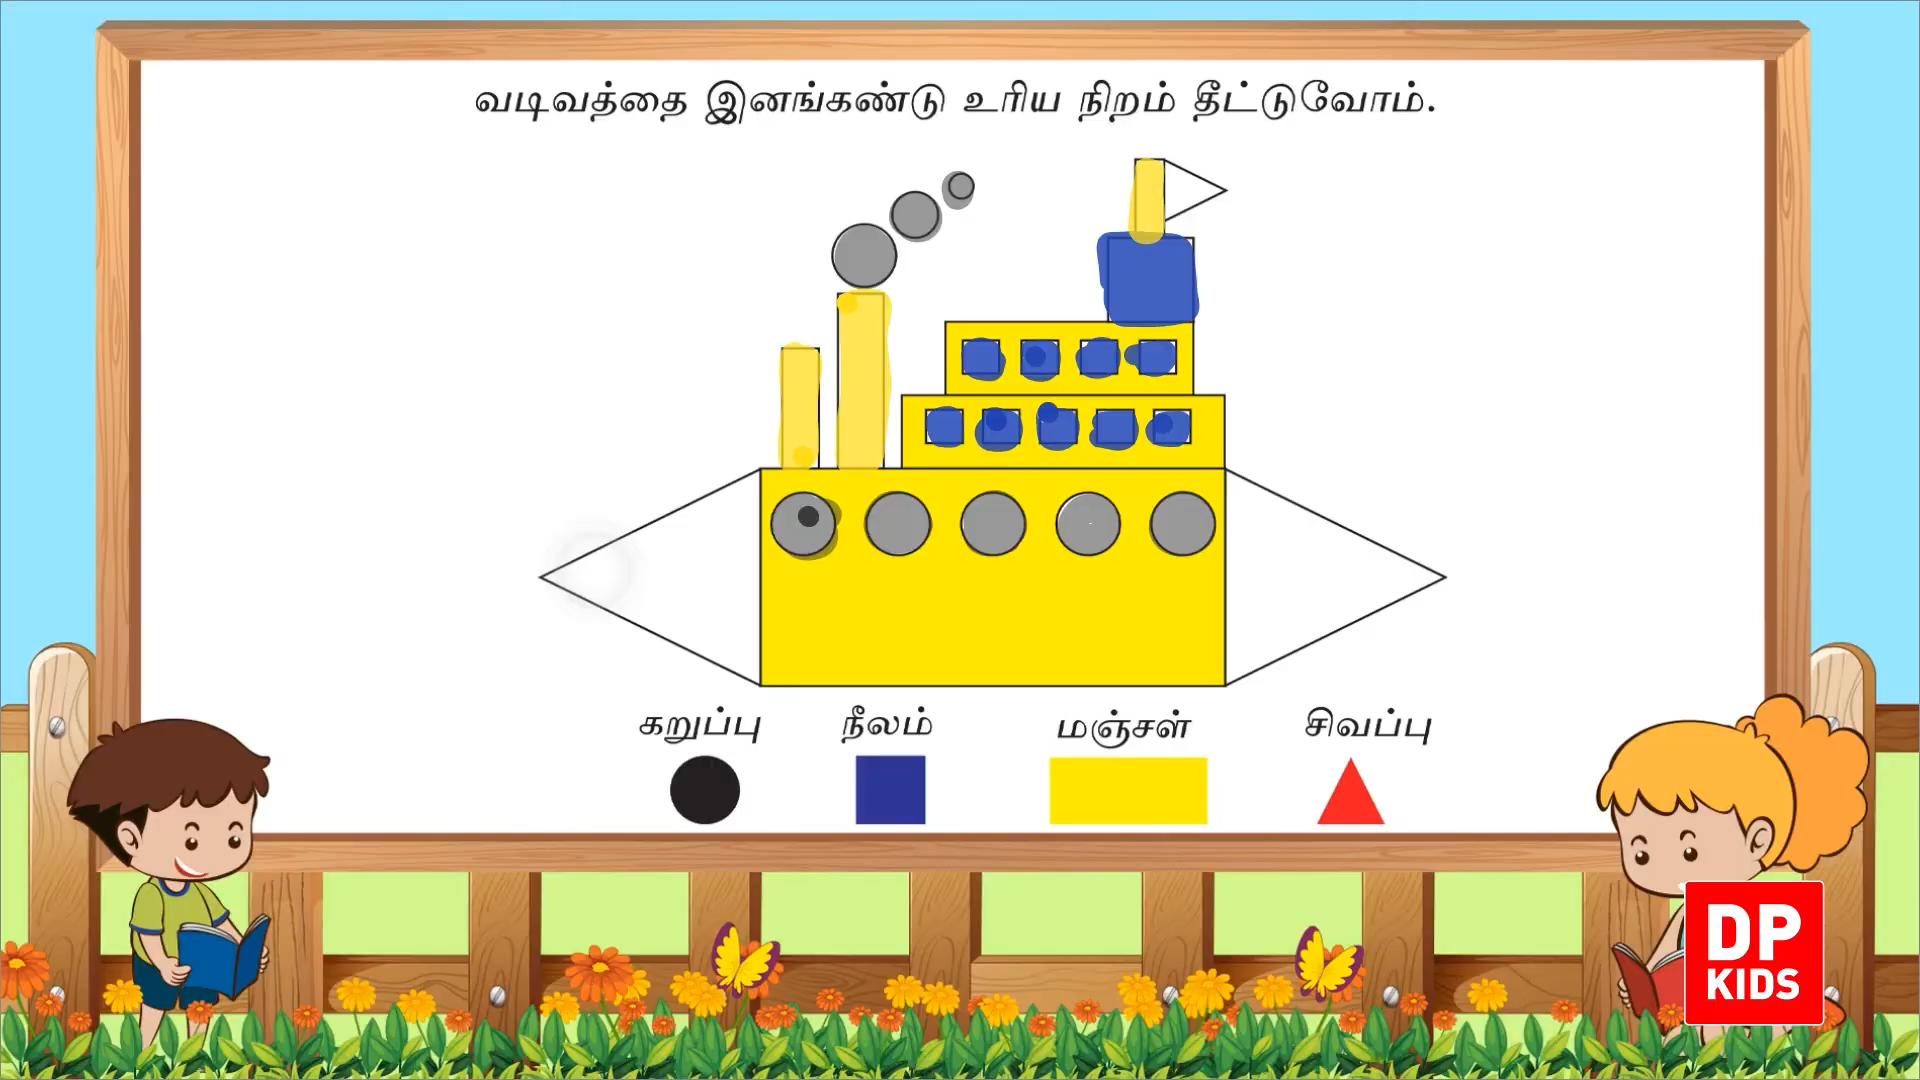 வடிவத்தை இனங்கண்டு உரிய நிறம் தீட்டுவோம்.
கறுப்பு நீலம் மஞ்சள் சிவப்பு
DP
KIDS